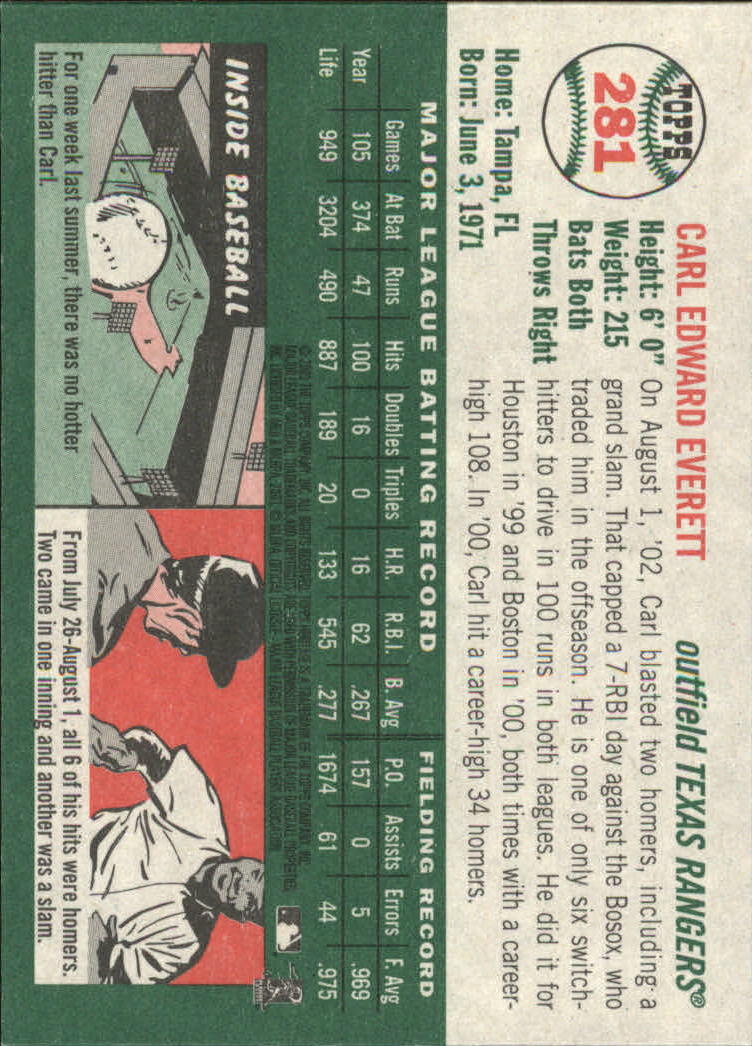 TOPPS
281
CARL EDWARD EVERETT
outfield TEXAS RANGERS®
Height: 6' 0"
Weight: 215
Bats Both
Throws Right
Home: Tampa, FL
Born: June 3, 1971
On August 1, '02, Carl blasted two homers, including a
grand slam. That capped a 7-RBI day against the Bosox, who
traded him in the offseason. He is one of only six switch-
hitters to drive in 100 runs in both leagues. He did it for
Houston in '99 and Boston in '00, both times with a career-
high 108. In '00, Carl hit a career-high 34 homers.
MAJOR LEAGUE BATTING RECORD FIELDING RECORD
Games At Bat Runs Hits Doubles Triples H.R. R.B.I. B. Avg P.O. Assists Errors F. Avg
Year 105 374 47 100 16 0 16 62 .267 157 0 5 .969
Life 949 3204 490 887 189 20 133 545 .277 1674 61 44 .975
INSIDE BASEBALL
For one week last summer, there was no hotter
hitter than Carl.
From July 26-August 1, all 6 of his hits were homers.
Two came in one inning and another was a slam.